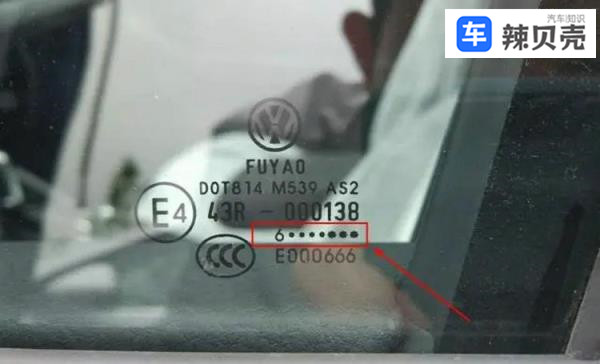 汽车|知识
车 辣贝壳
FUYAO
DOT814 M539 AS2
E4 43R - 000138
6•••••••
CCC E000666